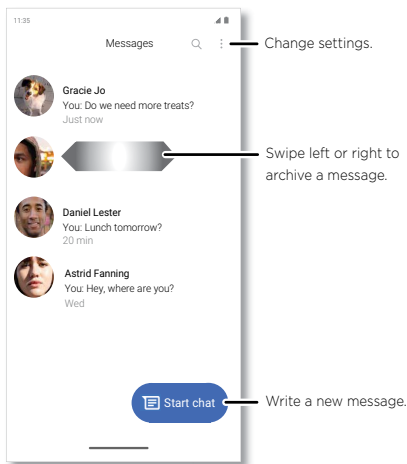 11:35
Messages
Change settings.
Gracie Jo
You: Do we need more treats?
Just now
Swipe left or right to
archive a message.
Daniel Lester
You: Lunch tomorrow?
20 min
Astrid Fanning
You: Hey, where are you?
Wed
Start chat
Write a new message.